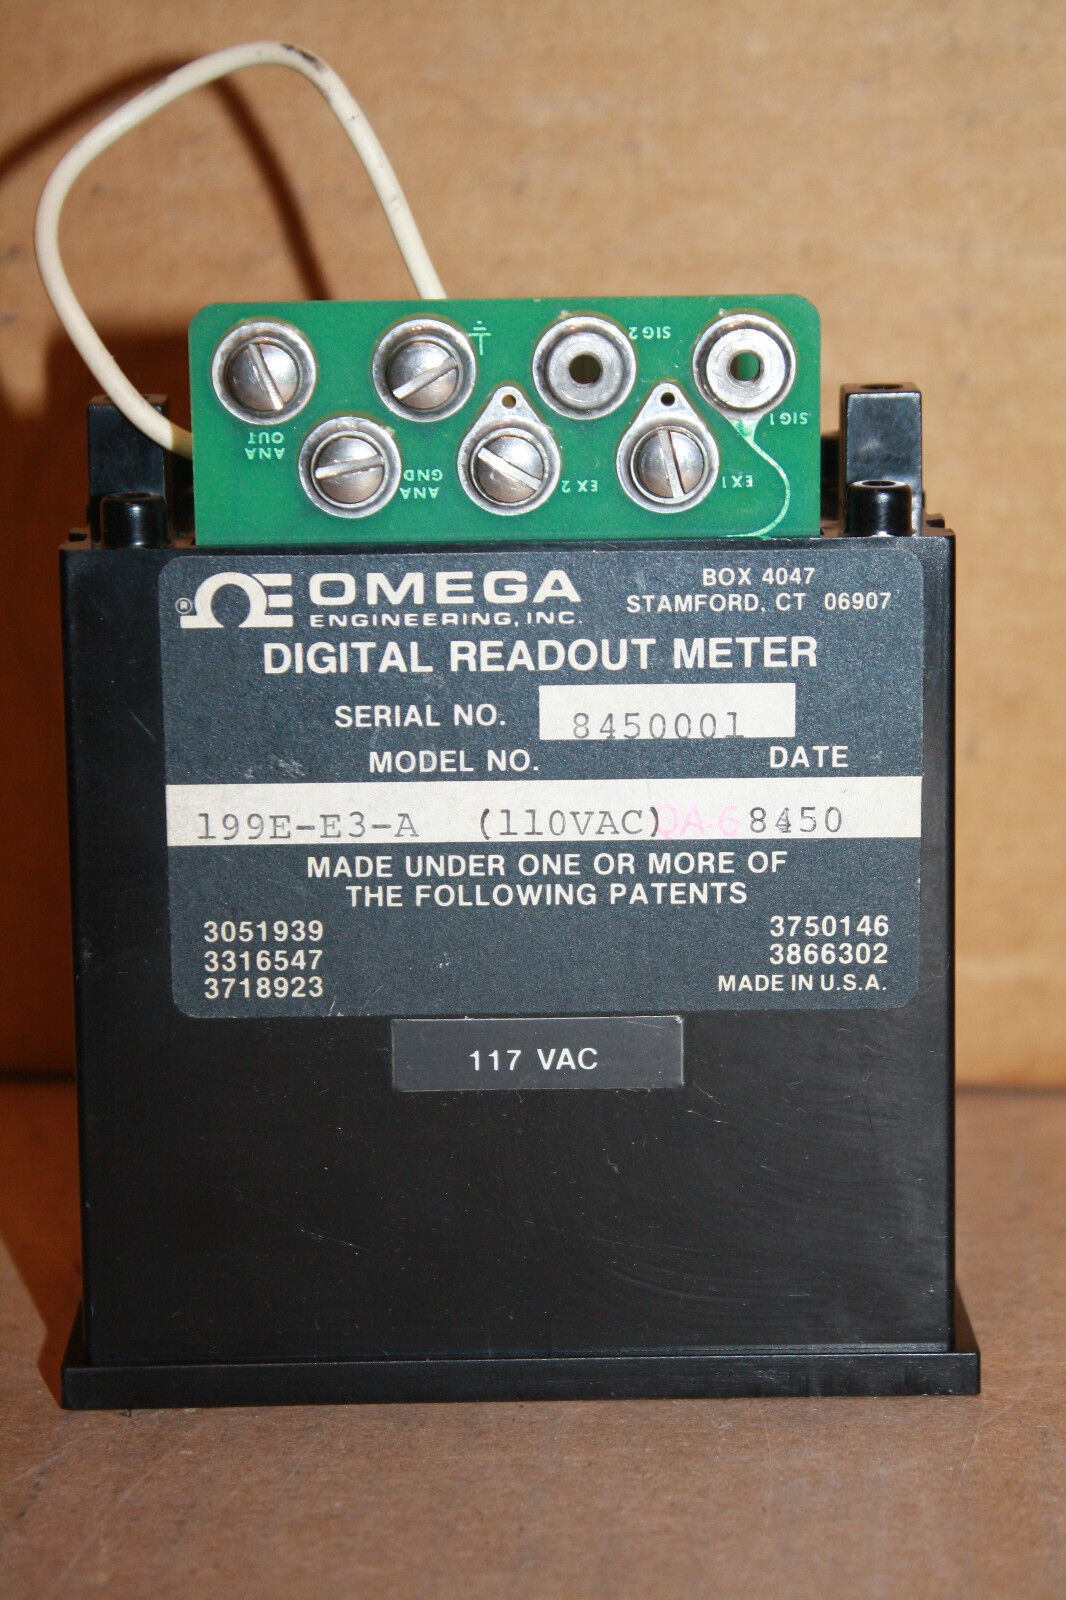 SIG 2
SIG 1
ANA
OUT
ANA
GND
EX 2
EX 1
® OMEGA
ENGINEERING, INC.
BOX 4047
STAMFORD, CT 06907
DIGITAL READOUT METER
SERIAL NO. 8450001
MODEL NO. DATE
199E-E3-A (110VAC) QA-6 8450
MADE UNDER ONE OR MORE OF
THE FOLLOWING PATENTS
3051939
3316547
3718923
3750146
3866302
MADE IN U.S.A.
117 VAC